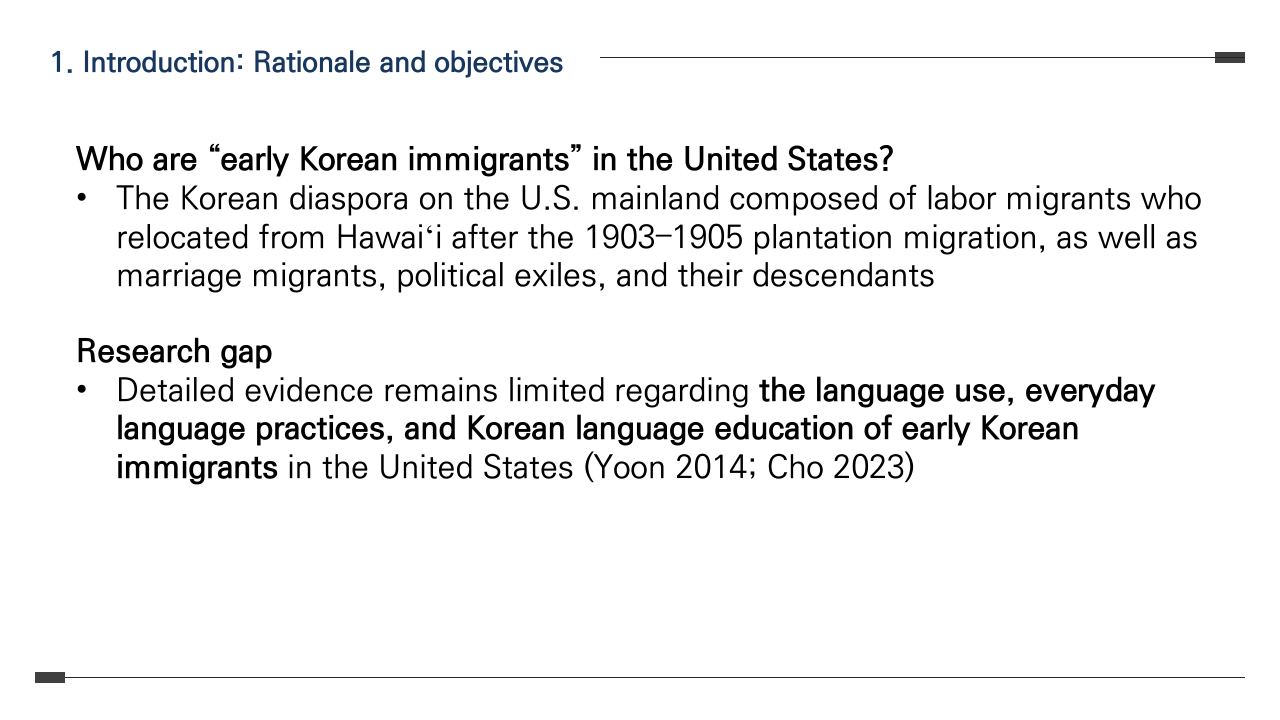 1. Introduction: Rationale and objectives
Who are “early Korean immigrants” in the United States?
• The Korean diaspora on the U.S. mainland composed of labor migrants who
relocated from Hawaiʻi after the 1903–1905 plantation migration, as well as
marriage migrants, political exiles, and their descendants
Research gap
• Detailed evidence remains limited regarding the language use, everyday
language practices, and Korean language education of early Korean
immigrants in the United States (Yoon 2014; Cho 2023)